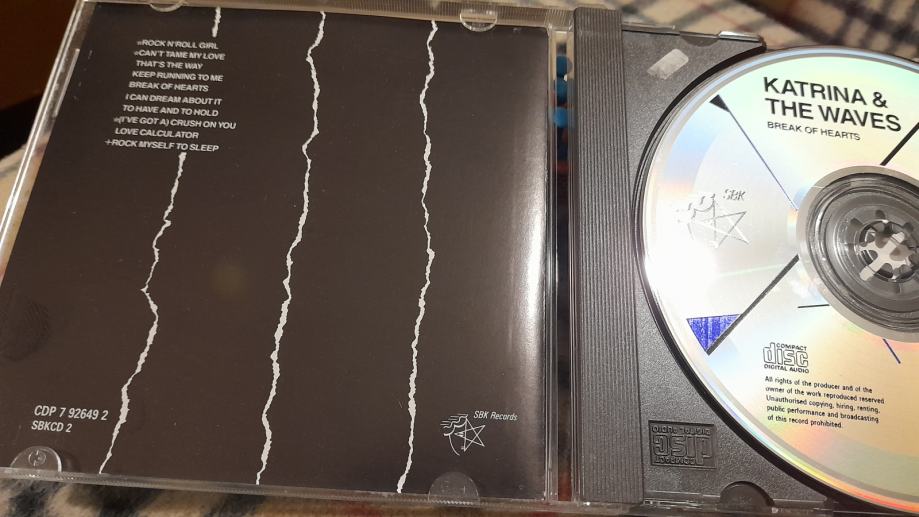 *ROCK N'ROLL GIRL
*CAN'T TAME MY LOVE
THAT'S THE WAY
KEEP RUNNING TO ME
BREAK OF HEARTS
I CAN DREAM ABOUT IT
TO HAVE AND TO HOLD
*(I'VE GOT A) CRUSH ON YOU
LOVE CALCULATOR
+ROCK MYSELF TO SLEEP
CDP 7 92649 2
SBKCD 2
SBK Records
KATRINA &
THE WAVES
BREAK OF HEARTS
SBK
COMPACT
disc
DIGITAL AUDIO
All rights of the producer and of the
owner of the work reproduced reserved
Unauthorised copying, hiring, renting,
public performance and broadcasting
of this record prohibited.
COMPACT
disc
DIGITAL AUDIO